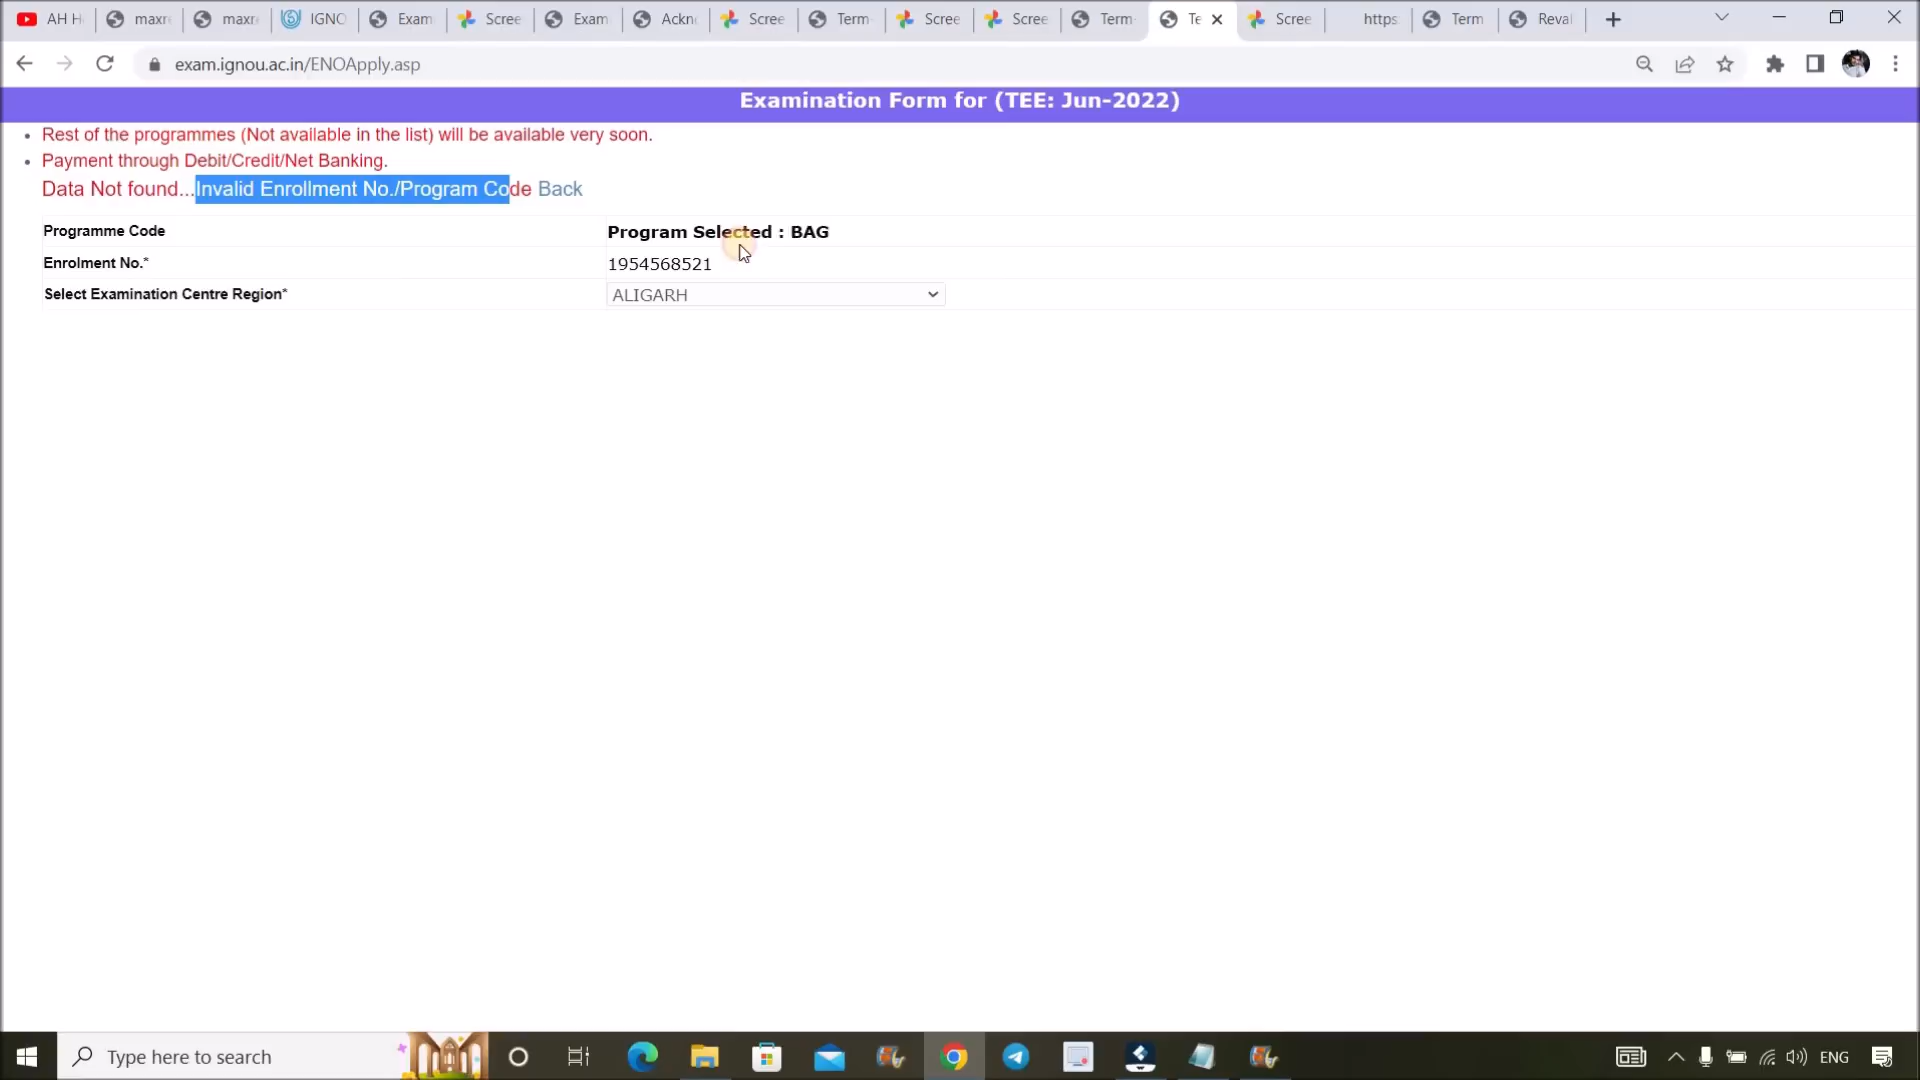 AH H
maxr
maxr
IGNO
Exam
Scree
Exam
Ackn
Scree
Term
Scree
Scree
Term
Te
Scree
https
Term
Reval
exam.ignou.ac.in/ENOApply.asp
Examination Form for (TEE: Jun-2022)
Rest of the programmes (Not available in the list) will be available very soon.
Payment through Debit/Credit/Net Banking.
Data Not found...Invalid Enrollment No./Program Code Back
Programme Code Program Selected : BAG
Enrolment No.* 1954568521
Select Examination Centre Region* ALIGARH
Type here to search
ENG